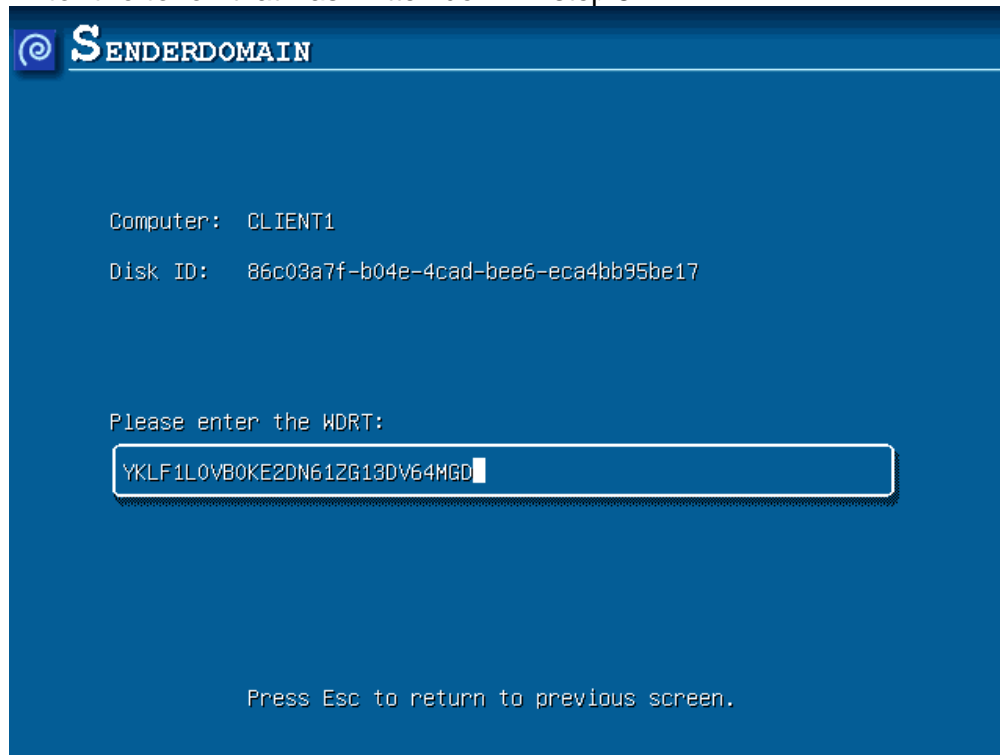 SENDERDOMAIN
Computer: CLIENT1
Disk ID: 86c03a7f-b04e-4cad-bee6-eca4bb95be17
Please enter the WDRT:
YKLF1L0VB0KE2DN61ZG13DV64MGD
Press Esc to return to previous screen.